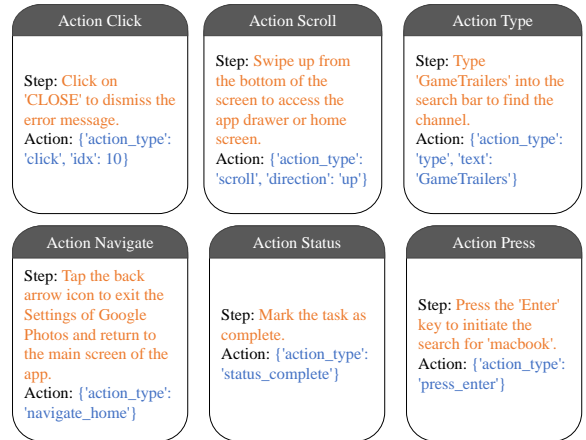 Action Click
Step: Click on
'CLOSE' to dismiss the
error message.
Action: {'action_type':
'click', 'idx': 10}
Action Scroll
Step: Swipe up from
the bottom of the
screen to access the
app drawer or home
screen.
Action: {'action_type':
'scroll', 'direction': 'up'}
Action Type
Step: Type
'GameTrailers' into the
search bar to find the
channel.
Action: {'action_type':
'type', 'text':
'GameTrailers'}
Action Navigate
Step: Tap the back
arrow icon to exit the
Settings of Google
Photos and return to
the main screen of the
app.
Action: {'action_type':
'navigate_home'}
Action Status
Step: Mark the task as
complete.
Action: {'action_type':
'status_complete'}
Action Press
Step: Press the 'Enter'
key to initiate the
search for 'macbook'.
Action: {'action_type':
'press_enter'}